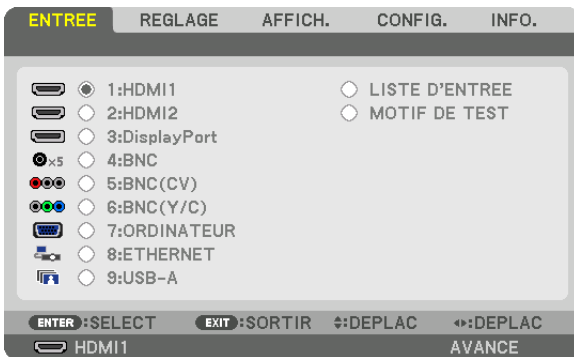 ENTREE REGLAGE AFFICH. CONFIG. INFO.
1:HDMI1
2:HDMI2
3:DisplayPort
×5 4:BNC
5:BNC(CV)
6:BNC(Y/C)
7:ORDINATEUR
8:ETHERNET
9:USB-A
LISTE D'ENTREE
MOTIF DE TEST
ENTER :SELECT EXIT :SORTIR :DEPLAC :DEPLAC
HDMI1 AVANCE